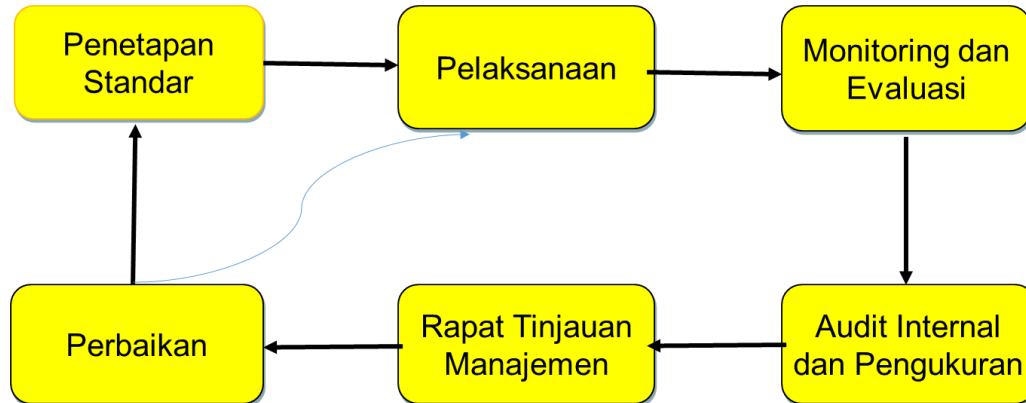 Penetapan
Standar
Pelaksanaan
Monitoring dan
Evaluasi
Perbaikan
Rapat Tinjauan
Manajemen
Audit Internal
dan Pengukuran